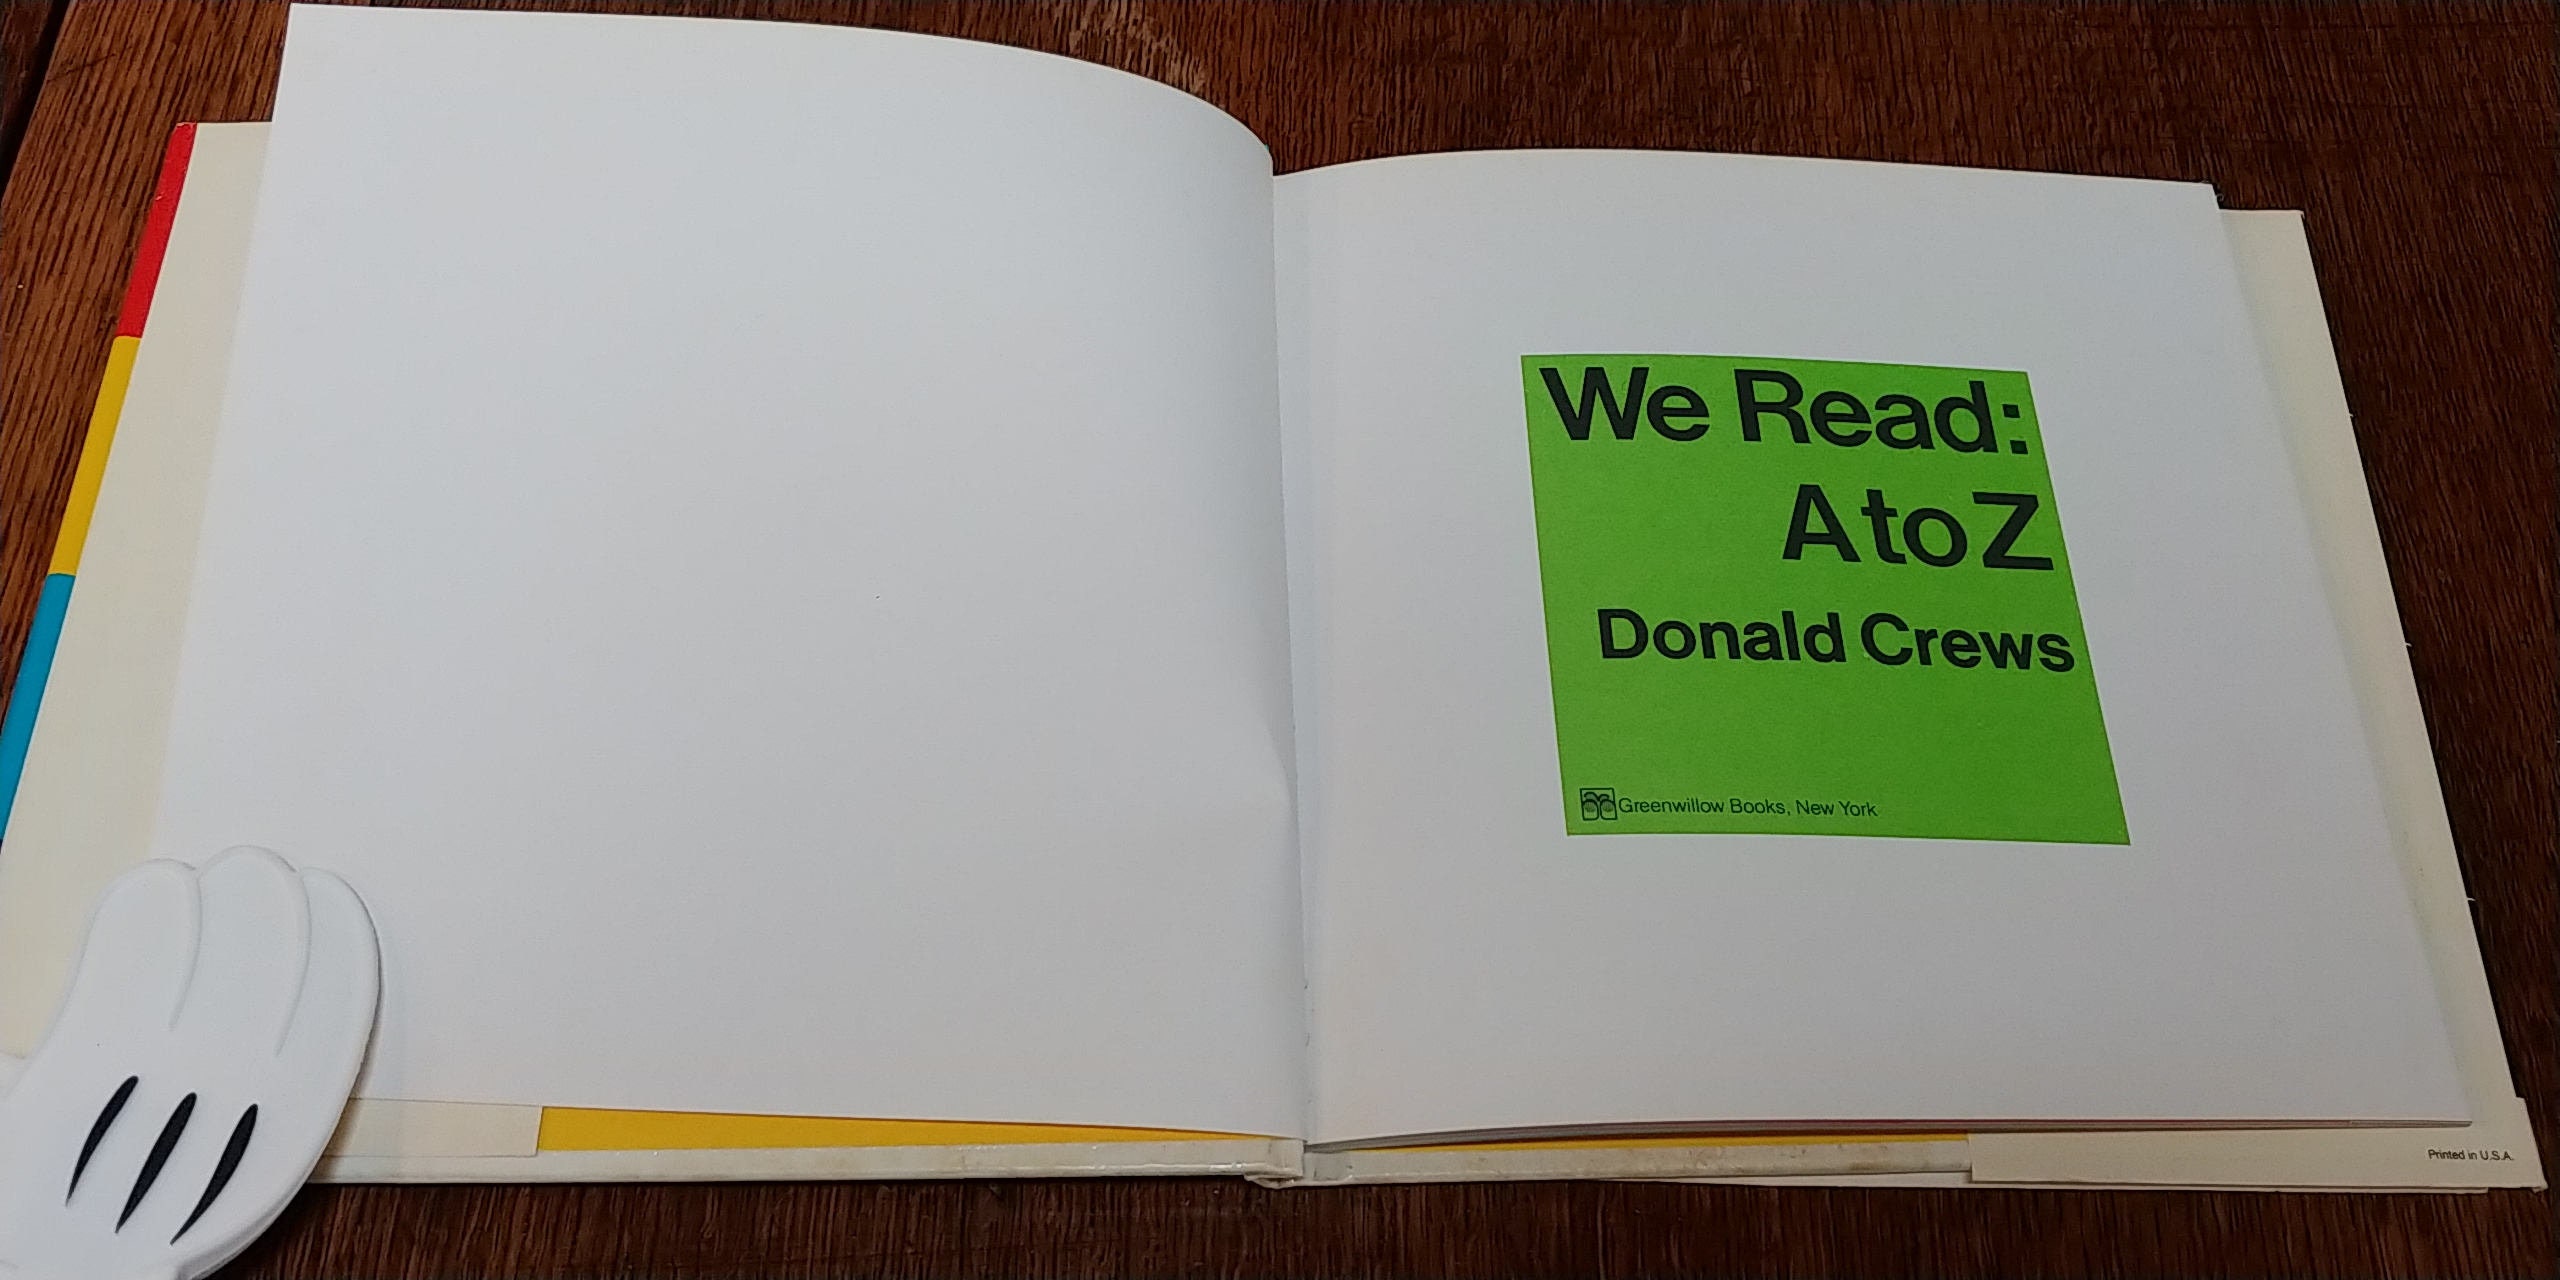 We Read:
A to Z
Donald Crews
Greenwillow Books, New York
Printed in U.S.A.